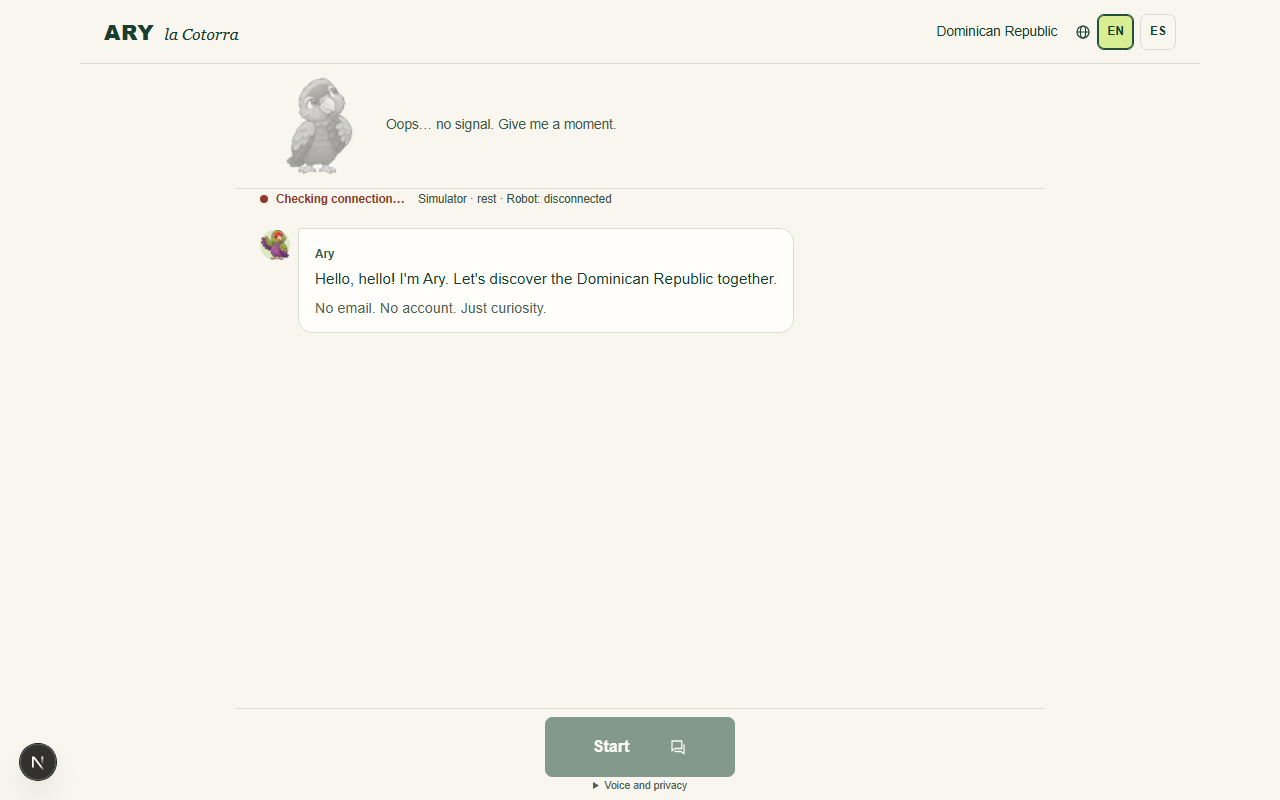 ARY la Cotorra
Dominican Republic EN ES
Oops… no signal. Give me a moment.
Checking connection… Simulator · rest · Robot: disconnected
Ary
Hello, hello! I'm Ary. Let's discover the Dominican Republic together.
No email. No account. Just curiosity.
Start
N
Voice and privacy